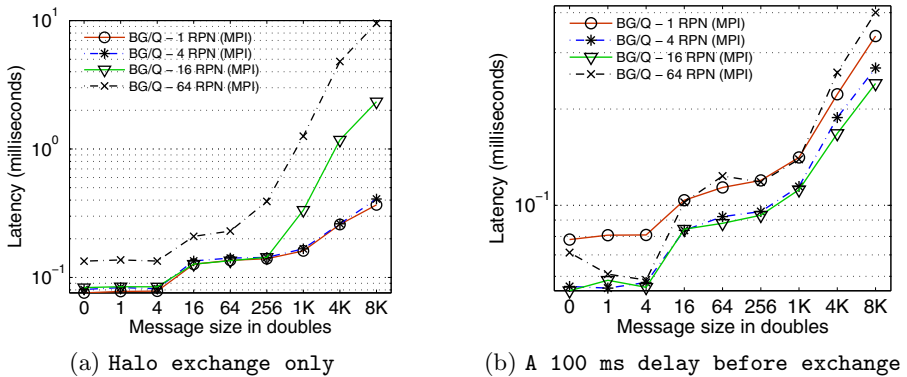 10^1
10^0
10^-1
Latency (milliseconds)
BG/Q − 1 RPN (MPI)
BG/Q − 4 RPN (MPI)
BG/Q − 16 RPN (MPI)
BG/Q − 64 RPN (MPI)
0 1 4 16 64 256 1K 4K 8K
Message size in doubles
(a) Halo exchange only
10^-1
Latency (milliseconds)
BG/Q − 1 RPN (MPI)
BG/Q − 4 RPN (MPI)
BG/Q − 16 RPN (MPI)
BG/Q − 64 RPN (MPI)
0 1 4 16 64 256 1K 4K 8K
Message size in doubles
(b) A 100 ms delay before exchange